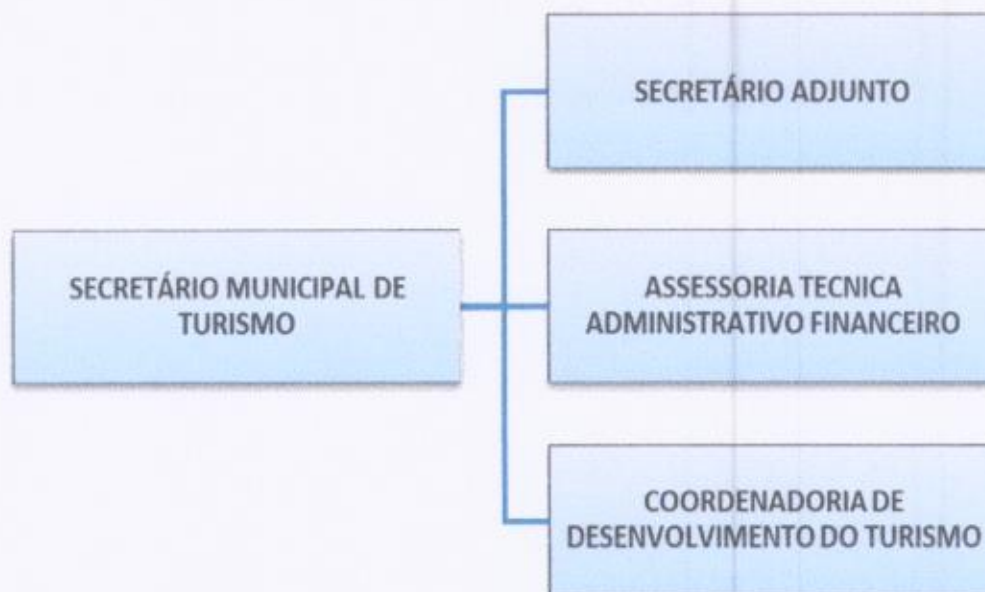 SECRETÁRIO ADJUNTO
SECRETÁRIO MUNICIPAL DE
TURISMO
ASSESSORIA TECNICA
ADMINISTRATIVO FINANCEIRO
COORDENADORIA DE
DESENVOLVIMENTO DO TURISMO